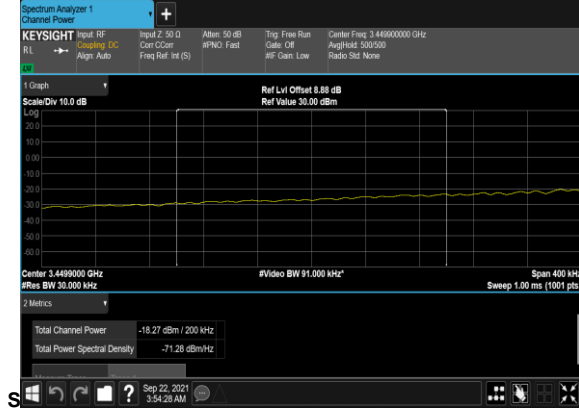 Spectrum Analyzer 1
Channel Power
KEYSIGHT
RL
Input: RF
Coupling: DC
Align: Auto
Input Z: 50 Ω
Corr CCorr
Freq Ref: Int (S)
Atten: 50 dB
#PNO: Fast
Trig: Free Run
Gate: Off
#IF Gain: Low
Center Freq: 3.449900000 GHz
Avg|Hold: 500/500
Radio Std: None
1 Graph
Scale/Div 10.0 dB
Ref Lvl Offset 8.88 dB
Ref Value 30.00 dBm
Log
20.0
10.0
0.00
-10.0
-20.0
-30.0
-40.0
-50.0
-60.0
Center 3.4499000 GHz
#Res BW 30.000 kHz
#Video BW 91.000 kHz*
Span 400 kHz
Sweep 1.00 ms (1001 pts
2 Metrics
Total Channel Power -18.27 dBm / 200 kHz
Total Power Spectral Density -71.28 dBm/Hz
S
?
Sep 22, 2021
3:54:28 AM